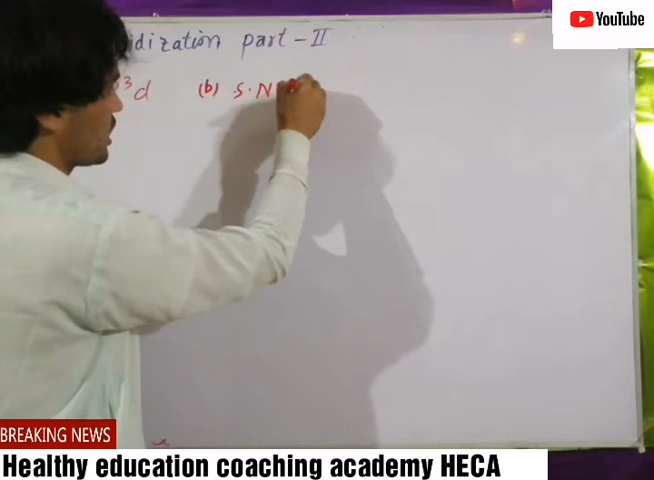 idization part - II
³d (b) S.N
YouTube
BREAKING NEWS
Healthy education coaching academy HECA